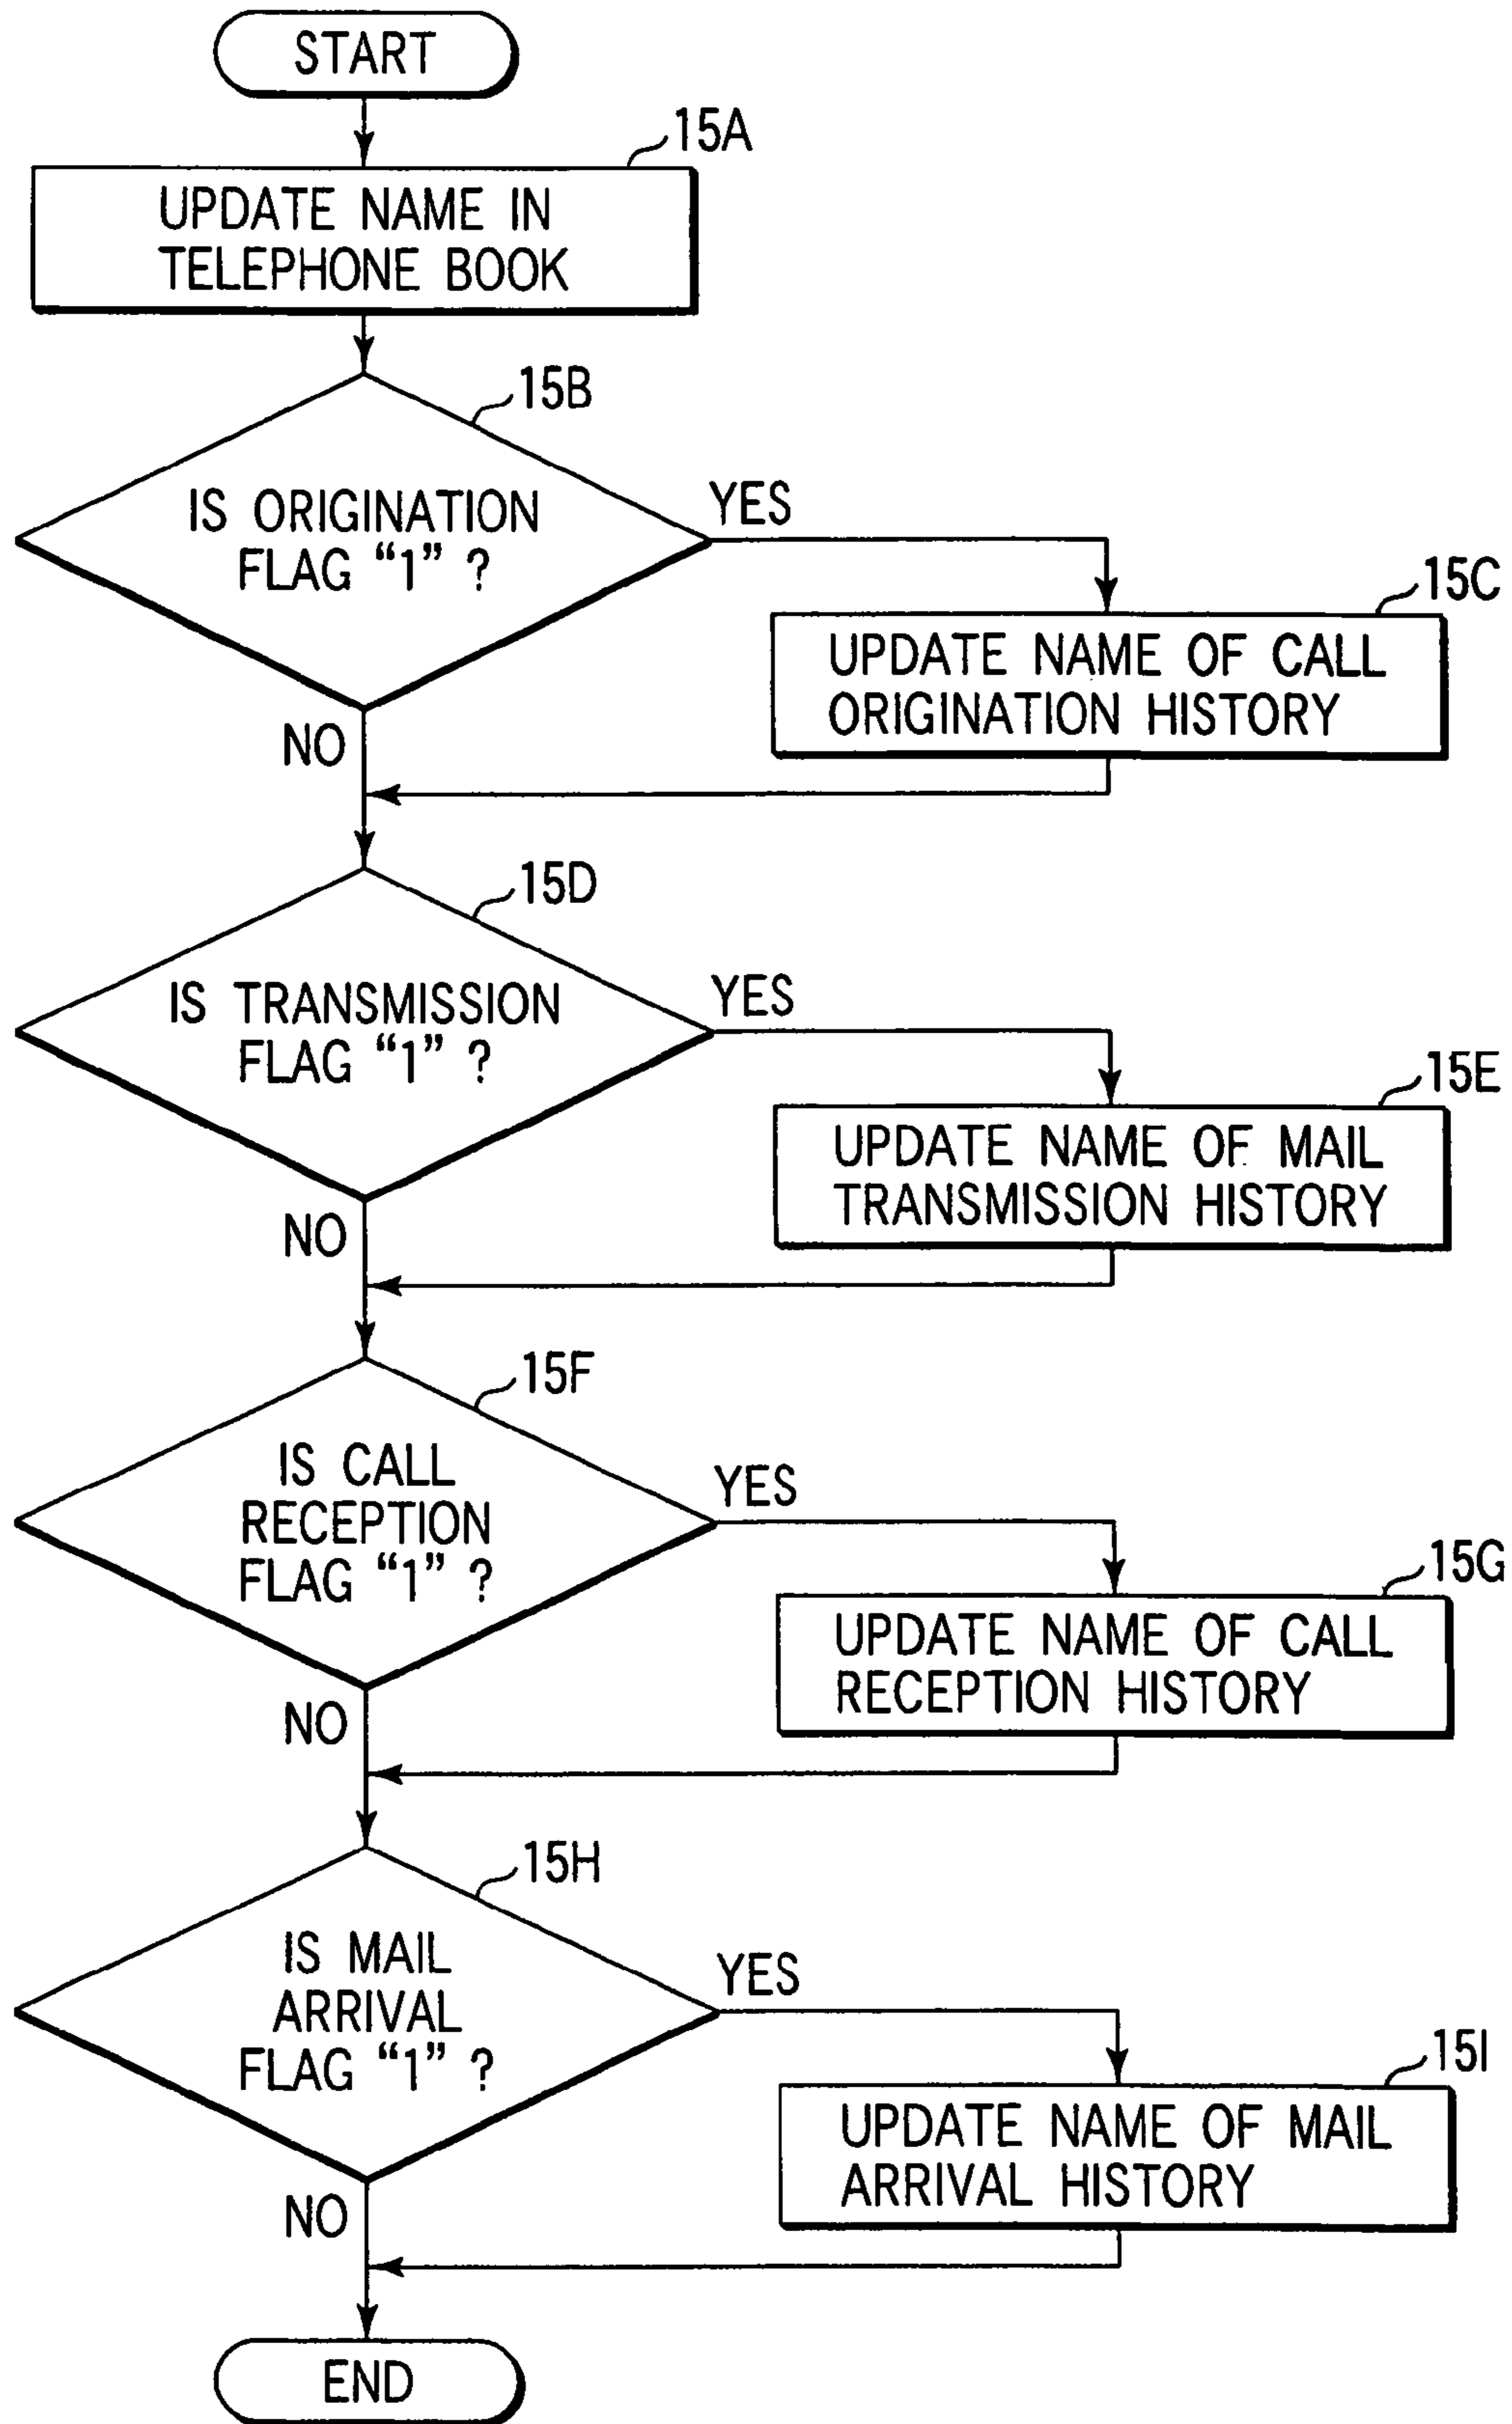 START
15A
UPDATE NAME IN
TELEPHONE BOOK
15B
IS ORIGINATION
FLAG “1” ?
YES
15C
UPDATE NAME OF CALL
ORIGINATION HISTORY
NO
15D
IS TRANSMISSION
FLAG “1” ?
YES
15E
UPDATE NAME OF MAIL
TRANSMISSION HISTORY
NO
15F
IS CALL
RECEPTION
FLAG “1” ?
YES
15G
UPDATE NAME OF CALL
RECEPTION HISTORY
NO
15H
IS MAIL
ARRIVAL
FLAG “1” ?
YES
15I
UPDATE NAME OF MAIL
ARRIVAL HISTORY
NO
END